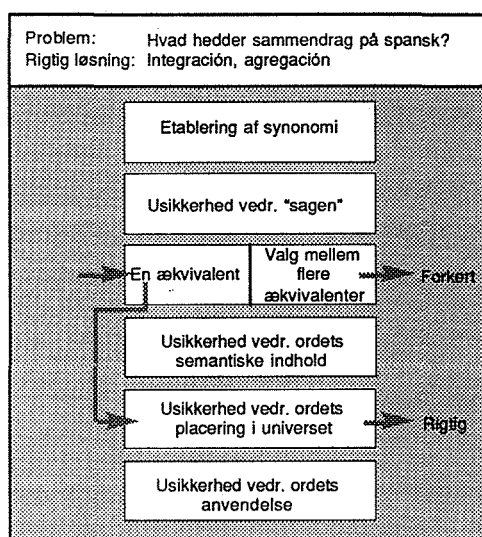 Problem: Hvad hedder sammendrag på spansk?
Rigtig løsning: Integración, agregación
Etablering af synonomi
Usikkerhed vedr. "sagen"
En ækvivalent
Valg mellem
flere
ækvivalenter
Forkert
Usikkerhed vedr. ordets
semantiske indhold
Usikkerhed vedr. ordets
placering i universet
Rigtig
Usikkerhed vedr. ordets
anvendelse